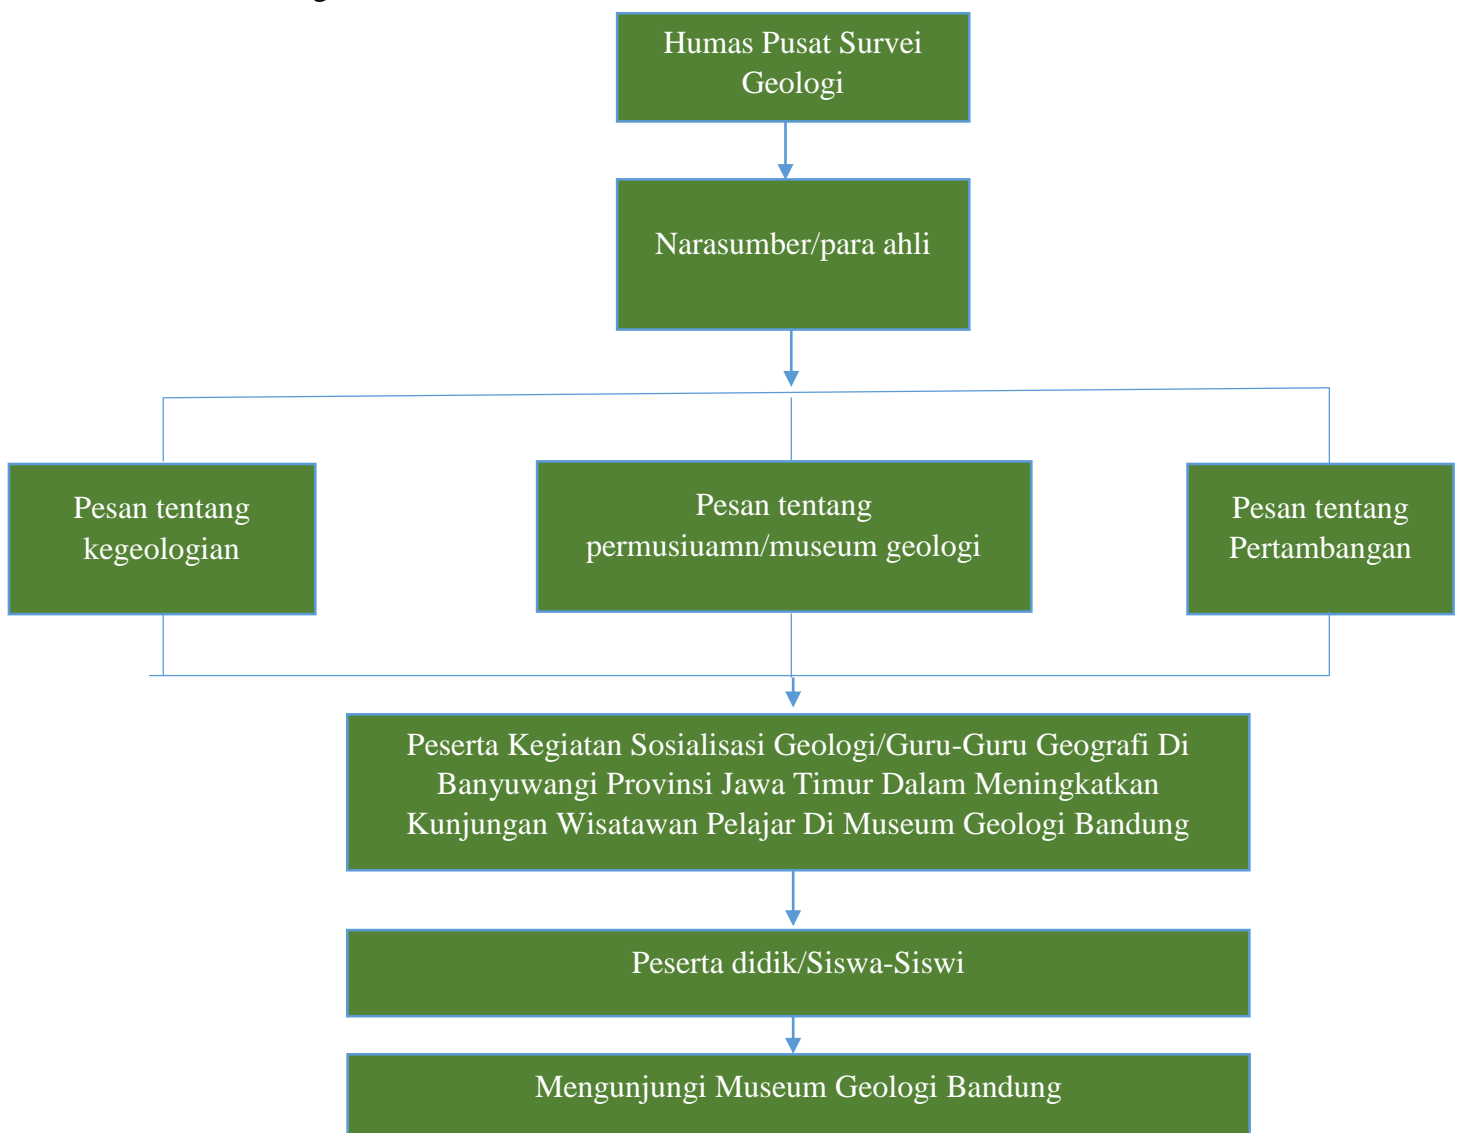 Humas Pusat Survei
Geologi
Narasumber/para ahli
Pesan tentang
kegeologian
Pesan tentang
permusiuamn/museum geologi
Pesan tentang
Pertambangan
Peserta Kegiatan Sosialisasi Geologi/Guru-Guru Geografi Di
Banyuwangi Provinsi Jawa Timur Dalam Meningkatkan
Kunjungan Wisatawan Pelajar Di Museum Geologi Bandung
Peserta didik/Siswa-Siswi
Mengunjungi Museum Geologi Bandung